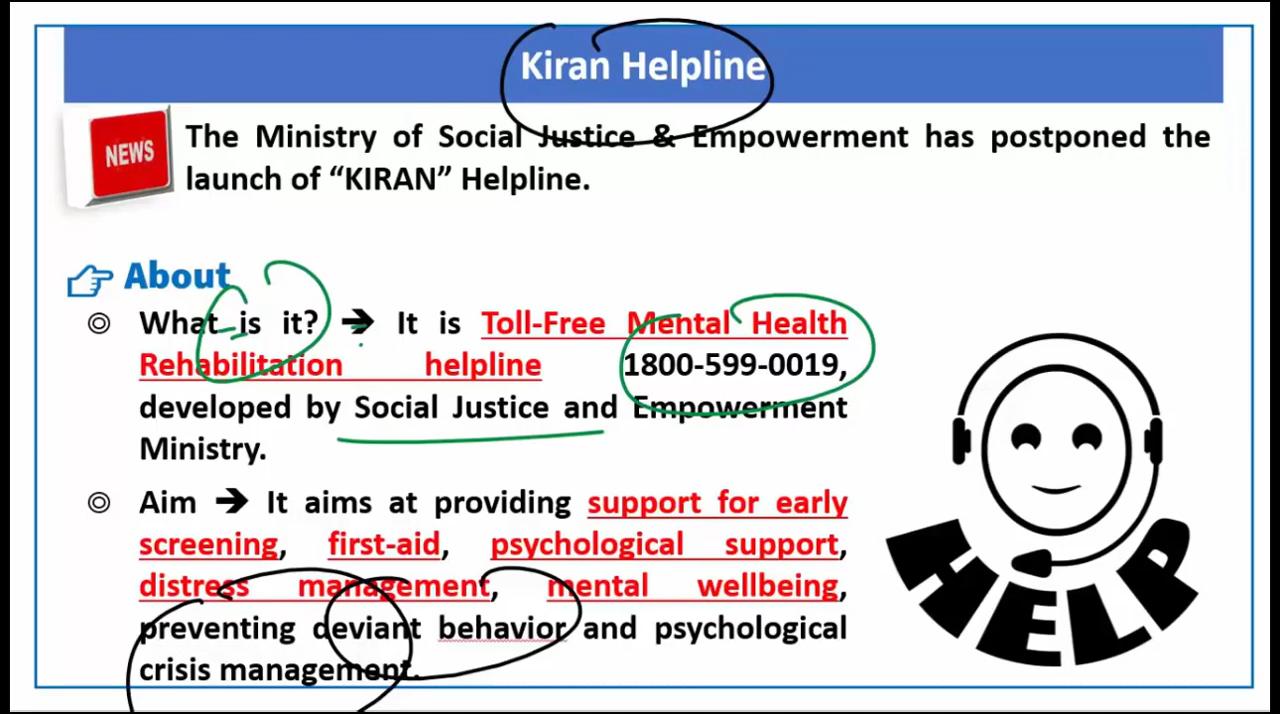 Kiran Helpline
NEWS
The Ministry of Social Justice & Empowerment has postponed the
launch of “KIRAN” Helpline.
About
What is it? ➔ It is Toll-Free Mental Health
Rehabilitation helpline 1800-599-0019,
developed by Social Justice and Empowerment
Ministry.
Aim ➔ It aims at providing support for early
screening, first-aid, psychological support,
distress management, mental wellbeing,
preventing deviant behavior and psychological
crisis management.
HELP